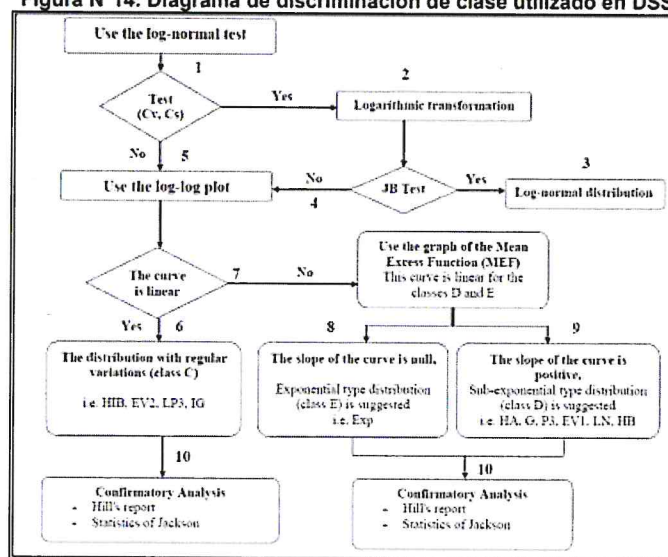 Figura N°14. Diagrama de discriminación de clase utilizado en DSS
Use the log-normal test
1
2
Test
(Cv, Cs)
Yes
Logarithmic transformation
No
5
3
Use the log-log plot
No
4
JB Test
Yes
Log-normal distribution
The curve
is linear
7
No
Use the graph of the Mean
Excess Function (MEF)
This curve is linear for the
classes D and E
Yes
6
8
9
The distribution with regular
variations (class C)
i.e. HIB, EV2, LP3, IG
The slope of the curve is null,
Exponential type distribution
(class E) is suggested
i.e. Exp
The slope of the curve is
positive,
Sub-exponential type distribution
(class D) is suggested
i.e. HA, G, P3, EV1, LN, HB
10
10
Confirmatory Analysis
- Hill's report
- Statistics of Jackson
Confirmatory Analysis
- Hill's report
- Statistics of Jackson